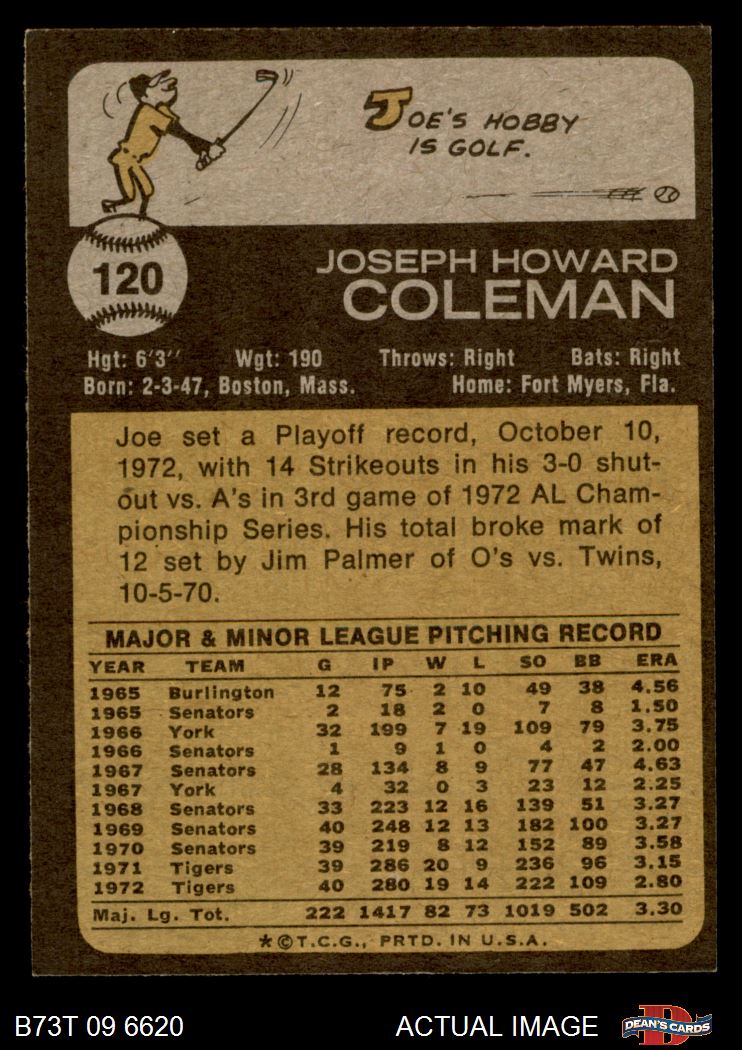 JOE'S HOBBY
IS GOLF.
120
JOSEPH HOWARD
COLEMAN
Hgt: 6'3" Wgt: 190 Throws: Right Bats: Right
Born: 2-3-47, Boston, Mass. Home: Fort Myers, Fla.
Joe set a Playoff record, October 10,
1972, with 14 Strikeouts in his 3-0 shut-
out vs. A's in 3rd game of 1972 AL Cham-
pionship Series. His total broke mark of
12 set by Jim Palmer of O's vs. Twins,
10-5-70.
MAJOR & MINOR LEAGUE PITCHING RECORD
YEAR TEAM G IP W L SO BB ERA
1965 Burlington 12 75 2 10 49 38 4.56
1965 Senators 2 18 2 0 7 8 1.50
1966 York 32 199 7 19 109 79 3.75
1966 Senators 1 9 1 0 4 2 2.00
1967 Senators 28 134 8 9 77 47 4.63
1967 York 4 32 0 3 23 12 2.25
1968 Senators 33 223 12 16 139 51 3.27
1969 Senators 40 248 12 13 182 100 3.27
1970 Senators 39 219 8 12 152 89 3.58
1971 Tigers 39 286 20 9 236 96 3.15
1972 Tigers 40 280 19 14 222 109 2.80
Maj. Lg. Tot. 222 1417 82 73 1019 502 3.30
*©T.C.G., PRTD. IN U.S.A.
B73T 09 6620 ACTUAL IMAGE D DEAN'S CARDS